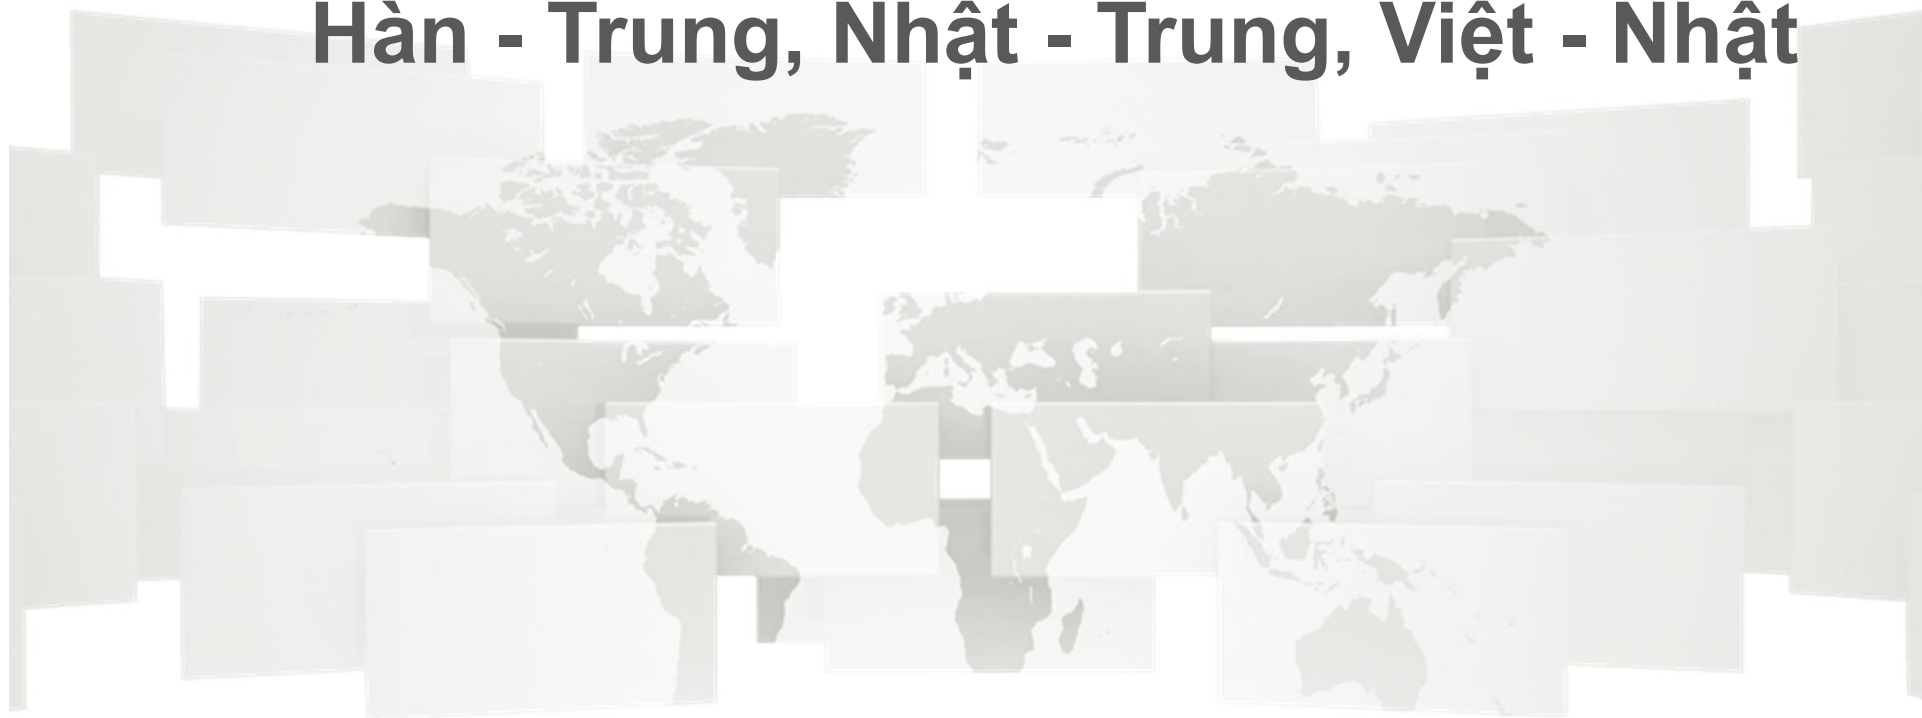 Hàn - Trung, Nhật - Trung, Việt - Nhật